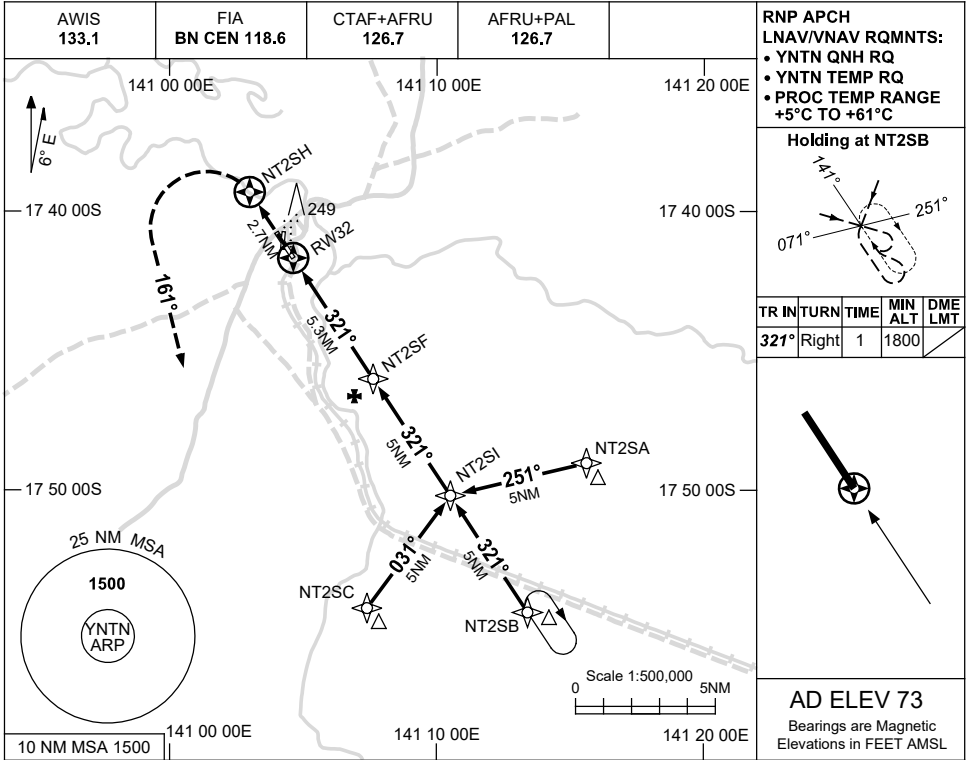 AWIS
133.1
FIA
BN CEN 118.6
CTAF+AFRU
126.7
AFRU+PAL
126.7
RNP APCH
LNAV/VNAV RQMNTS:
• YNTN QNH RQ
• YNTN TEMP RQ
• PROC TEMP RANGE
+5°C TO +61°C
141 00 00E
141 10 00E
141 20 00E
6° E
NT2SH
249
17 40 00S
17 40 00S
2.7NM
RW32
161°
321°
5.3NM
NT2SF
321°
5NM
NT2SI
NT2SA
251°
5NM
17 50 00S
17 50 00S
031°
5NM
321°
5NM
NT2SC
NT2SB
25 NM MSA
1500
YNTN
ARP
Scale 1:500,000
0
5NM
141 00 00E
141 10 00E
141 20 00E
10 NM MSA 1500
Holding at NT2SB
141°
251°
071°
TR IN TURN TIME MIN ALT DME LMT
321° Right 1 1800
AD ELEV 73
Bearings are Magnetic
Elevations in FEET AMSL